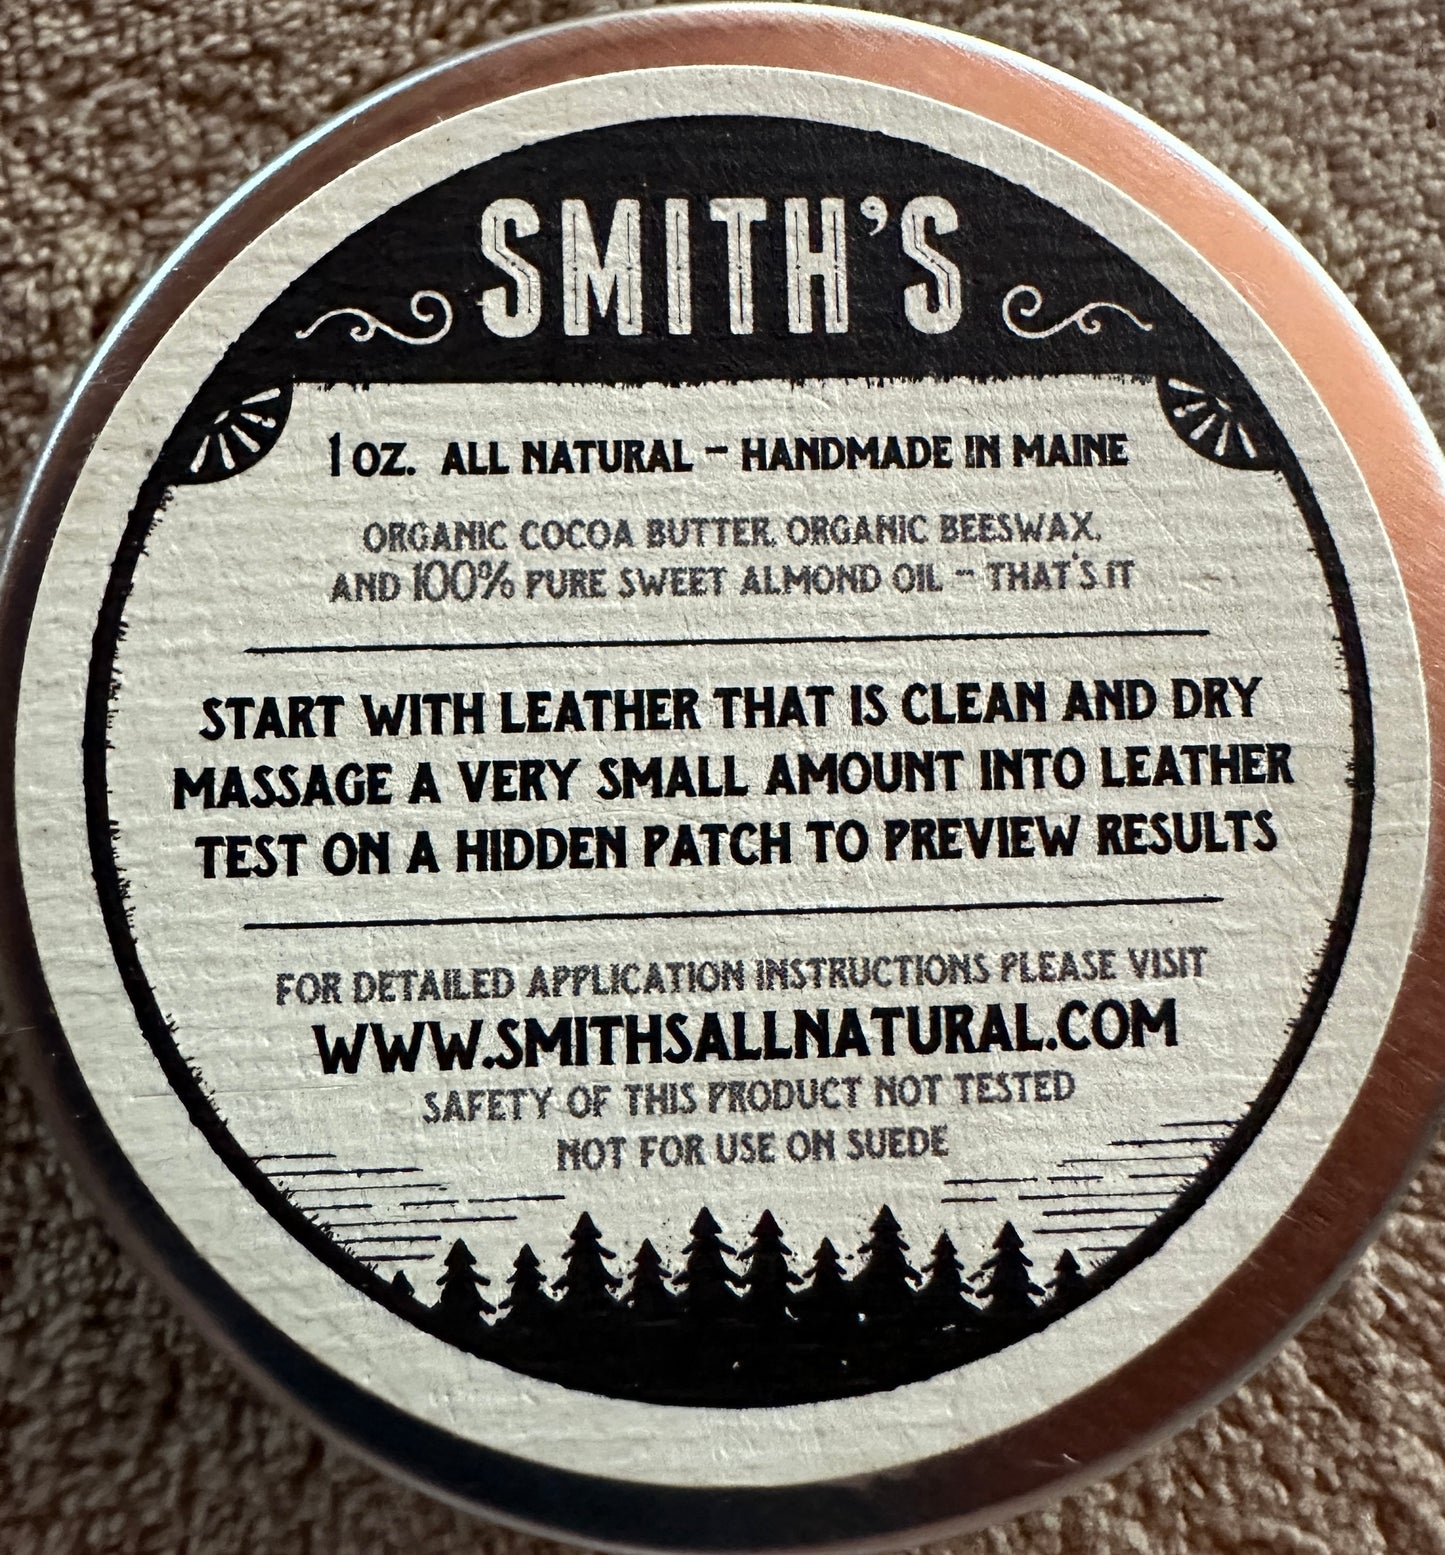 SMITH'S
1 OZ. ALL NATURAL – HANDMADE IN MAINE
ORGANIC COCOA BUTTER, ORGANIC BEESWAX,
AND 100% PURE SWEET ALMOND OIL – THAT'S IT
START WITH LEATHER THAT IS CLEAN AND DRY
MASSAGE A VERY SMALL AMOUNT INTO LEATHER
TEST ON A HIDDEN PATCH TO PREVIEW RESULTS
FOR DETAILED APPLICATION INSTRUCTIONS PLEASE VISIT
WWW.SMITHSALLNATURAL.COM
SAFETY OF THIS PRODUCT NOT TESTED
NOT FOR USE ON SUEDE